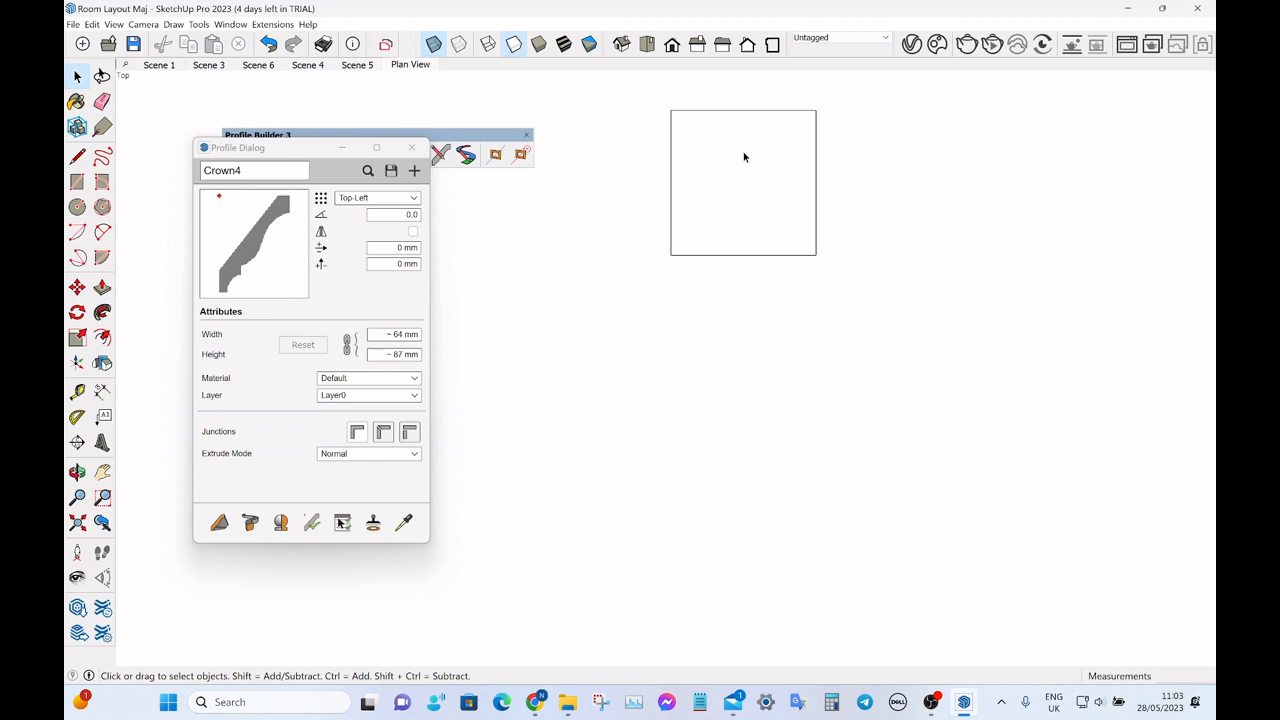 Room Layout Maj - SketchUp Pro 2023 (4 days left in TRIAL)
File Edit View Camera Draw Tools Window Extensions Help
Untagged
Scene 1 Scene 3 Scene 6 Scene 4 Scene 5 Plan View
Top
Profile Builder 3
Profile Dialog
Crown4
Top-Left
0.0
0 mm
0 mm
Attributes
Width ~ 64 mm
Reset
Height ~ 87 mm
Material Default
Layer Layer0
A1
Junctions
Extrude Mode Normal
Click or drag to select objects. Shift = Add/Subtract. Ctrl = Add. Shift + Ctrl = Subtract.
Measurements
1
Search
DELL
ENG
UK
11:03
28/05/2023